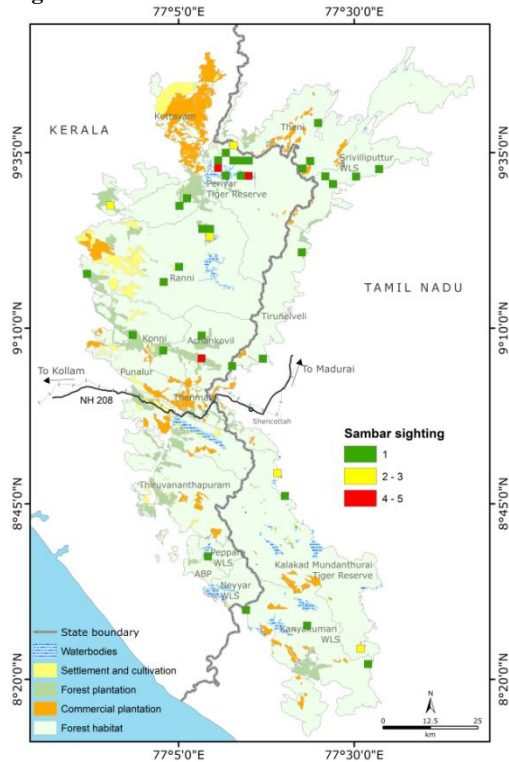 77°5'0"E 77°30'0"E
KERALA
Kottayam
Theni
9°35'0"N 9°35'0"N
Srivilliputtur
WLS
Periyar
Tiger Reserve
Ranni
TAMIL NADU
Tirunelveli
9°10'0"N 9°10'0"N
Konni
Achankovil
Punalur
To Kollam
To Madurai
Thenmala
NH 208
Shencottah
Sambar sighting
1
2 - 3
4 - 5
Thiruvananthapuram
8°45'0"N 8°45'0"N
Peppara
WLS
Kalakad Mundanthurai
Tiger Reserve
ABP
Neyyar
WLS
Kanyakumari
WLS
State boundary
Waterbodies
Settlement and cultivation
Forest plantation
Commercial plantation
Forest habitat
8°20'0"N 8°20'0"N
N
0 12.5 25
km
77°5'0"E 77°30'0"E